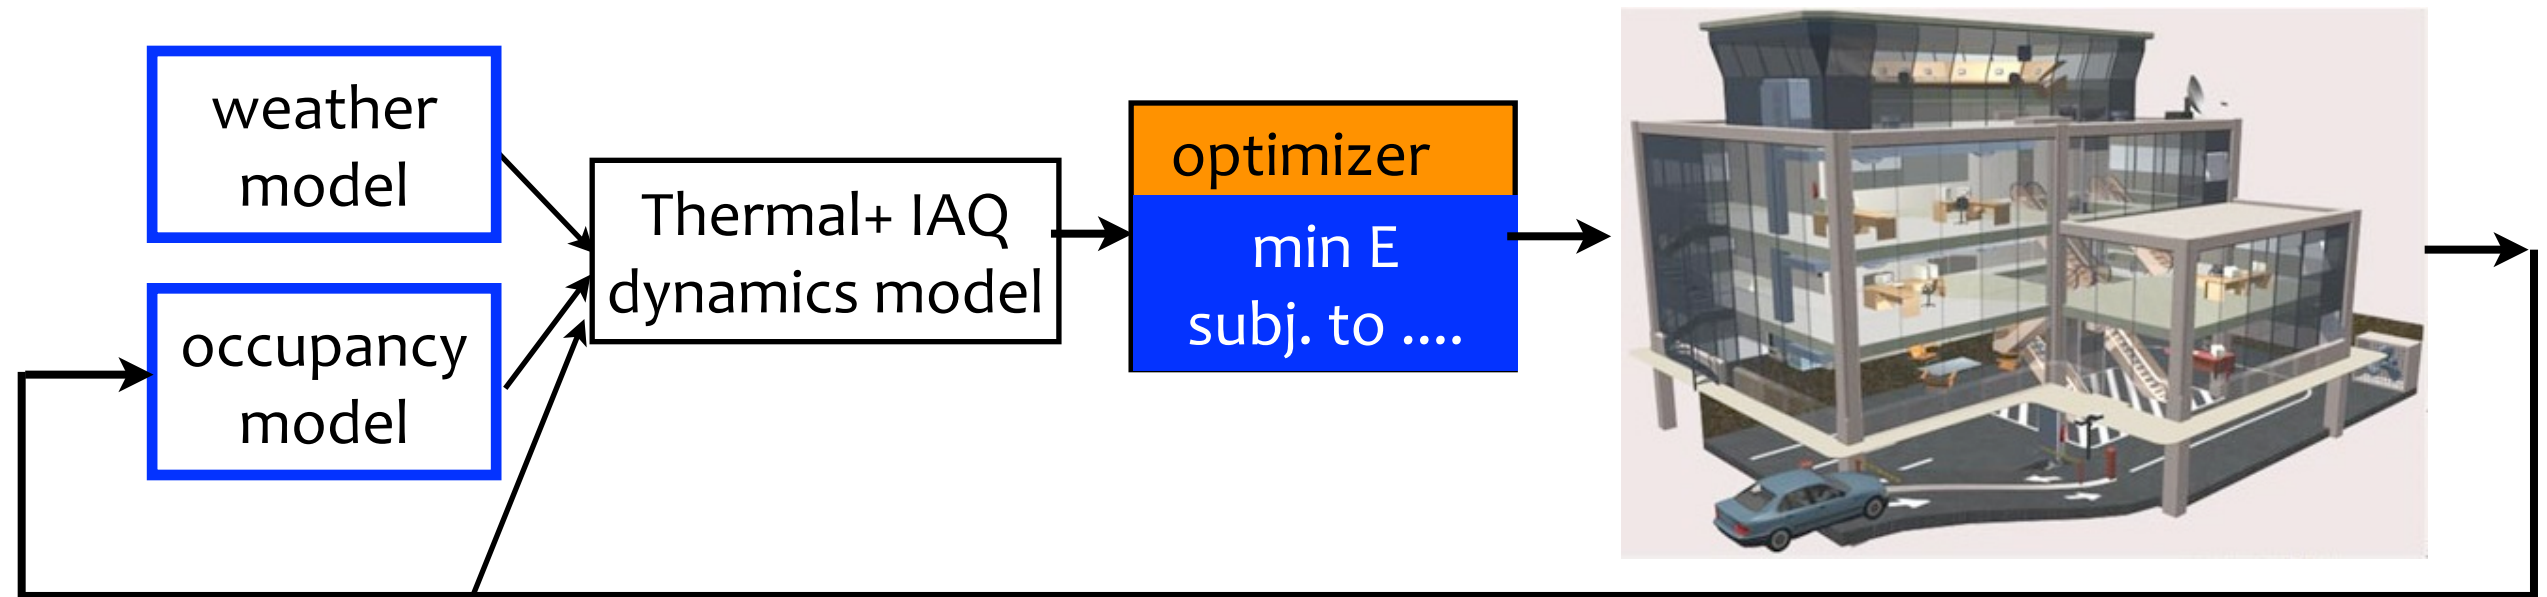 weather
model
occupancy
model
Thermal+ IAQ
dynamics model
optimizer
min E
subj. to ....